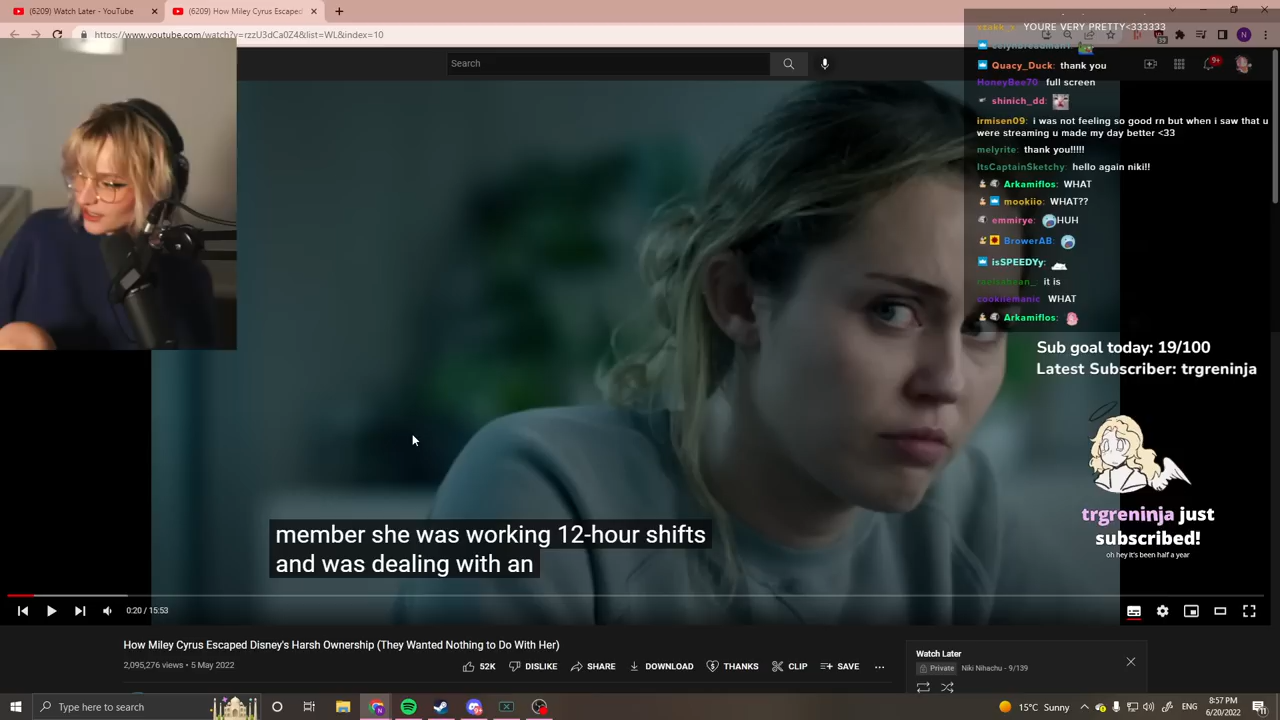 (6209) Watch Later - YouTube
(6209) How Miley Cyrus Escaped
https://www.youtube.com/watch?v=rzzU3dCa0Z4&list=WL&index=10
Search
9+
YOURE VERY PRETTY<333333
Quacy_Duck: thank you
HoneyBee70: full screen
shinich_dd:
irmisen09: i was not feeling so good rn but when i saw that u
were streaming u made my day better <33
melyrite: thank you!!!!!
ItsCaptainSketchy: hello again niki!!
Arkamiflos: WHAT
mookiio: WHAT??
emmirye: HUH
BrowerAB:
isSPEEDYy:
it is
cookiiemanic: WHAT
Arkamiflos:
Sub goal today: 19/100
Latest Subscriber: trgreninja
trgreninja just
subscribed!
oh hey it's been half a year
member she was working 12-hour shifts
and was dealing with an
0:20 / 15:53
How Miley Cyrus Escaped Disney's Harsh Ownership (They Wanted Nothing to Do With Her)
2,095,276 views • 5 May 2022
52K DISLIKE SHARE DOWNLOAD THANKS CLIP SAVE
Watch Later
Private Niki Nihachu - 9/139
Type here to search
15°C Sunny
ENG
8:57 PM
6/20/2022